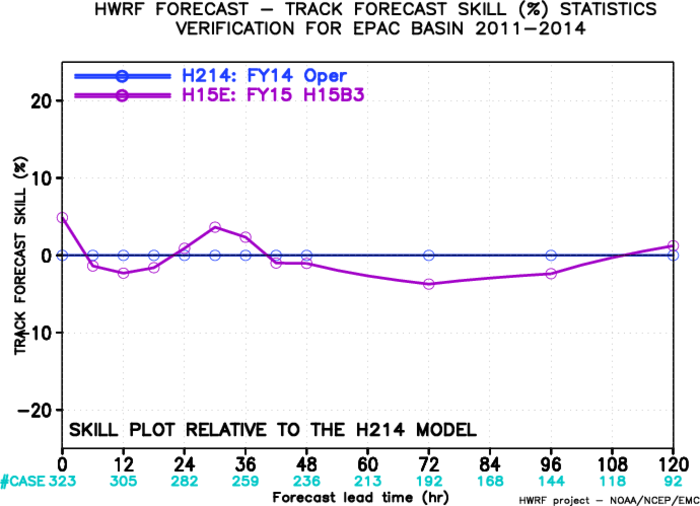 HWRF FORECAST – TRACK FORECAST SKILL (%) STATISTICS
VERIFICATION FOR EPAC BASIN 2011–2014
H214: FY14 Oper
H15E: FY15 H15B3
TRACK FORECAST SKILL (%)
20
10
0
–10
–20
SKILL PLOT RELATIVE TO THE H214 MODEL
0 12 24 36 48 60 72 84 96 108 120
#CASE 323 305 282 259 236 213 192 168 144 118 92
Forecast lead time (hr)
HWRF project – NOAA/NCEP/EMC